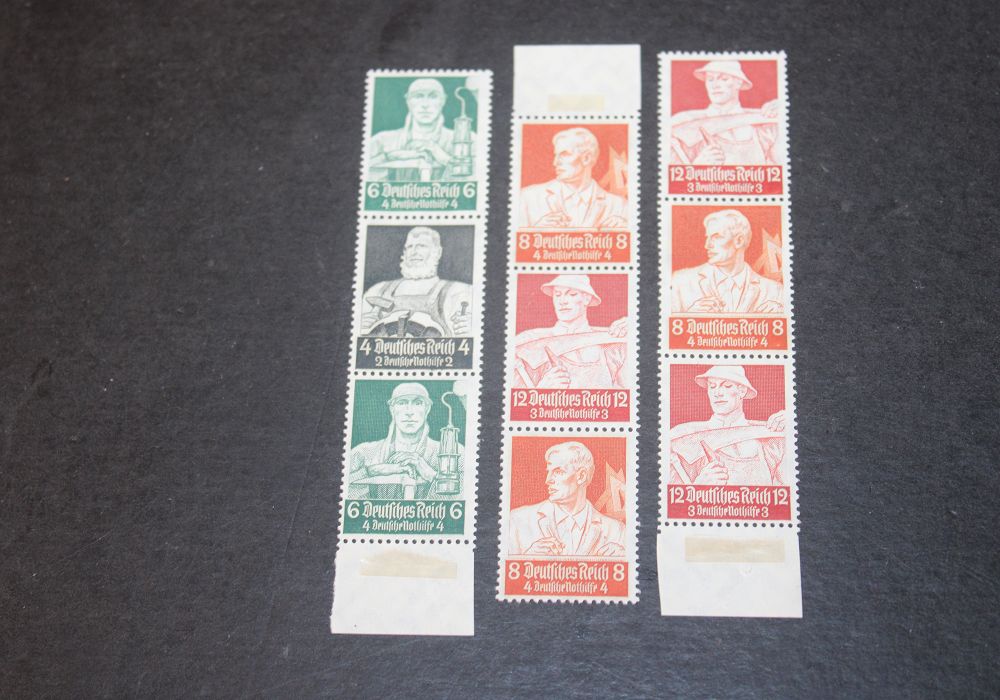 6 Deutsches Reich 6
4 Deutsche Nothilfe 4
4 Deutsches Reich 4
2 Deutsche Nothilfe 2
6 Deutsches Reich 6
4 Deutsche Nothilfe 4
8 Deutsches Reich 8
4 Deutsche Nothilfe 4
12 Deutsches Reich 12
3 Deutsche Nothilfe 3
8 Deutsches Reich 8
4 Deutsche Nothilfe 4
12 Deutsches Reich 12
3 Deutsche Nothilfe 3
8 Deutsches Reich 8
4 Deutsche Nothilfe 4
12 Deutsches Reich 12
3 Deutsche Nothilfe 3